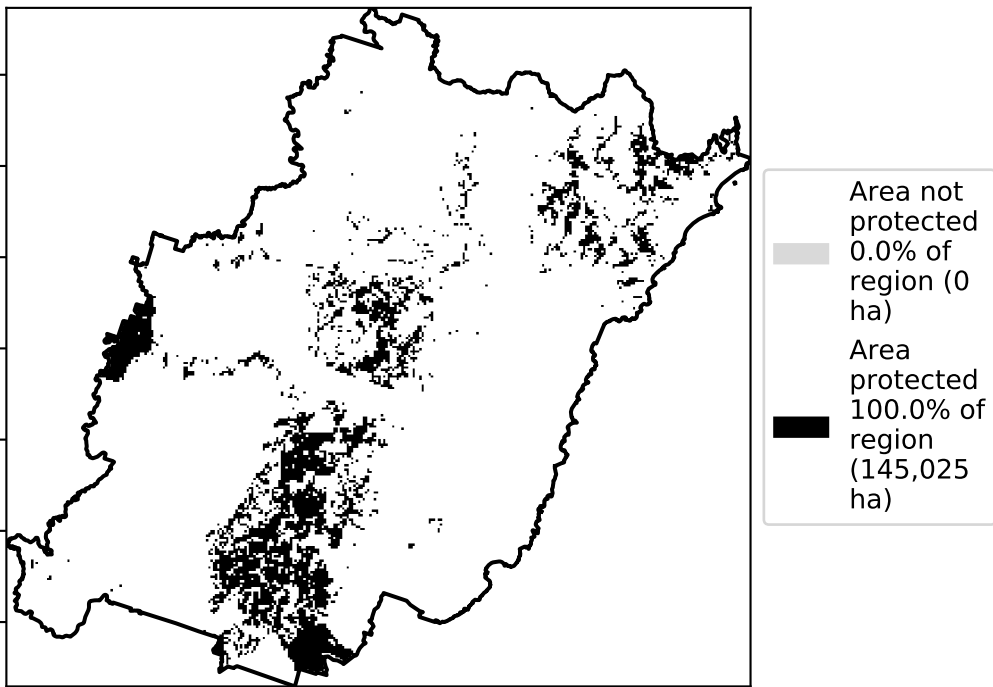 Area not
protected
0.0% of
region (0
ha)
Area
protected
100.0% of
region
(145,025
ha)